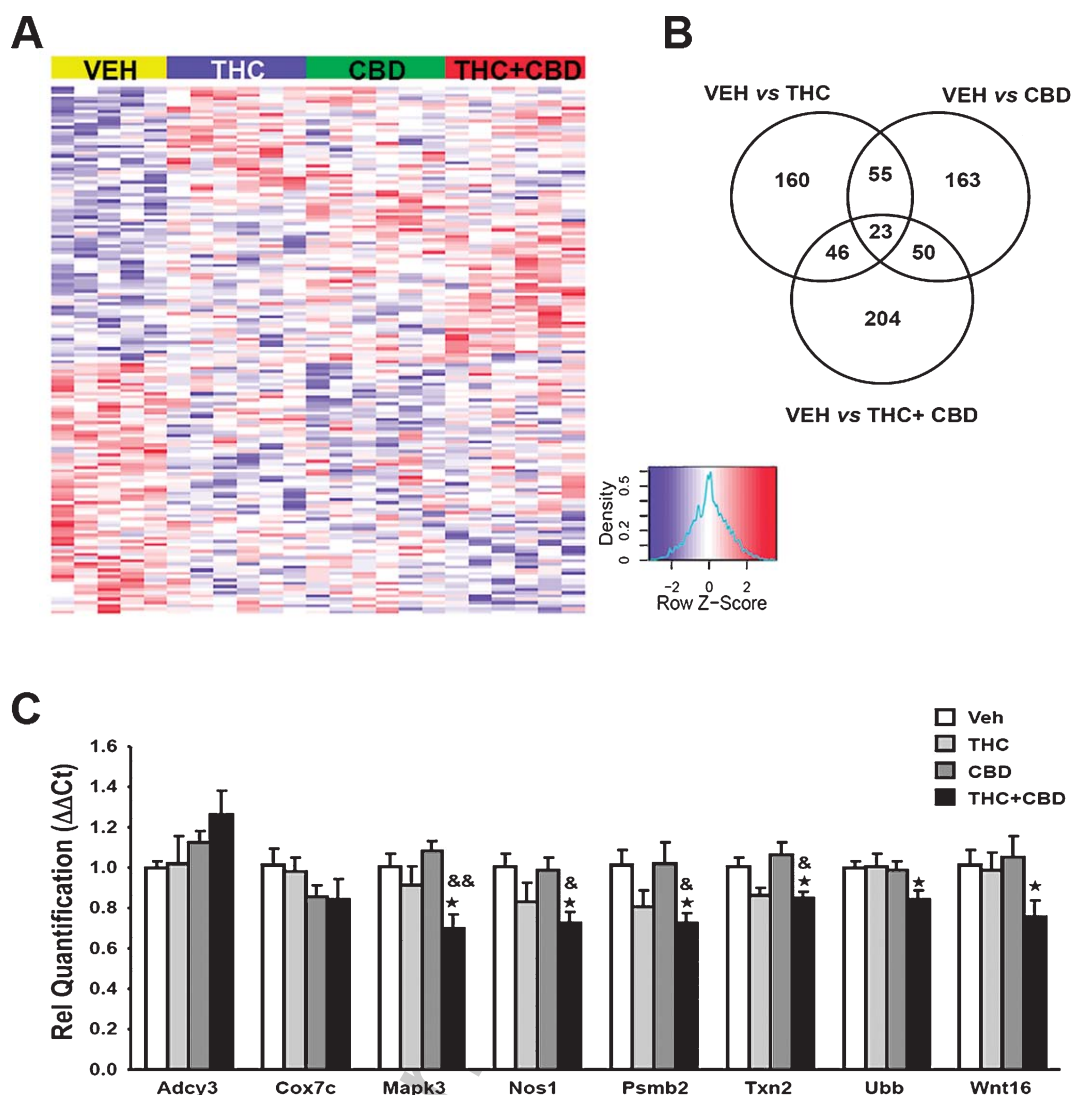 A
VEH THC CBD THC+CBD
B
VEH vs THC
VEH vs CBD
160
55
163
23
46
50
204
VEH vs THC+ CBD
Density
0 0.2 0.5
−2 0 2
Row Z−Score
C
Veh
THC
CBD
THC+CBD
Rel Quantification (ΔΔCt)
1.6
1.4
1.2
1.0
0.8
0.6
0.4
0.2
0.0
&&
★
&
★
&
★
&
★
★
★
Adcy3 Cox7c Mapk3 Nos1 Psmb2 Txn2 Ubb Wnt16